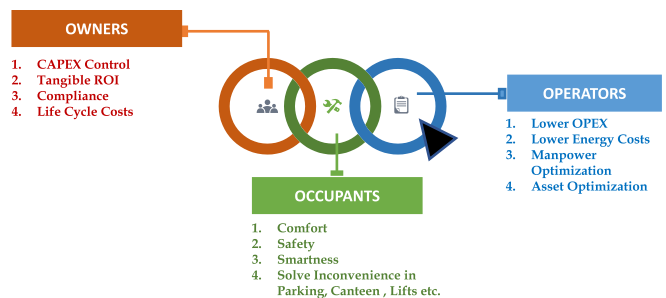 OWNERS
1. CAPEX Control
2. Tangible ROI
3. Compliance
4. Life Cycle Costs
OPERATORS
1. Lower OPEX
2. Lower Energy Costs
3. Manpower
Optimization
4. Asset Optimization
OCCUPANTS
1. Comfort
2. Safety
3. Smartness
4. Solve Inconvenience in
Parking, Canteen , Lifts etc.